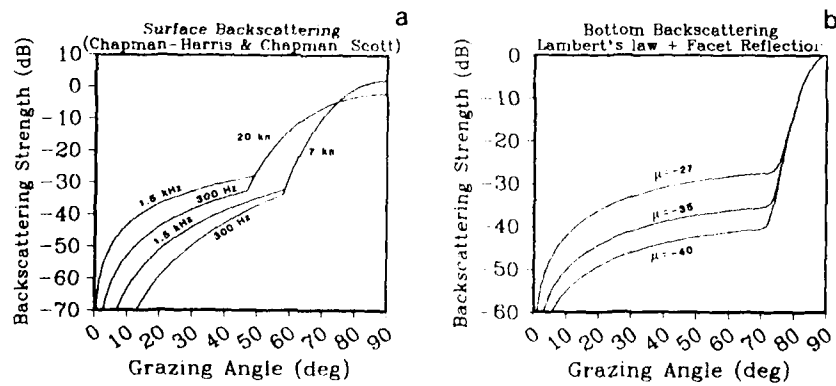 a
Surface Backscattering
(Chapman-Harris & Chapman Scott)
Backscattering Strength (dB)
10
0
-10
-20
-30
-40
-50
-60
-70
20 kn
7 kn
1.5 kHz
300 Hz
1.5 kHz
300 Hz
0 10 20 30 40 50 60 70 80 90
Grazing Angle (deg)
b
Bottom Backscattering
Lambert's law + Facet Reflection
Backscattering Strength (dB)
0
-10
-20
-30
-40
-50
-60
μ=-27
μ=-35
μ=-40
0 10 20 30 40 50 60 70 80 90
Grazing Angle (deg)